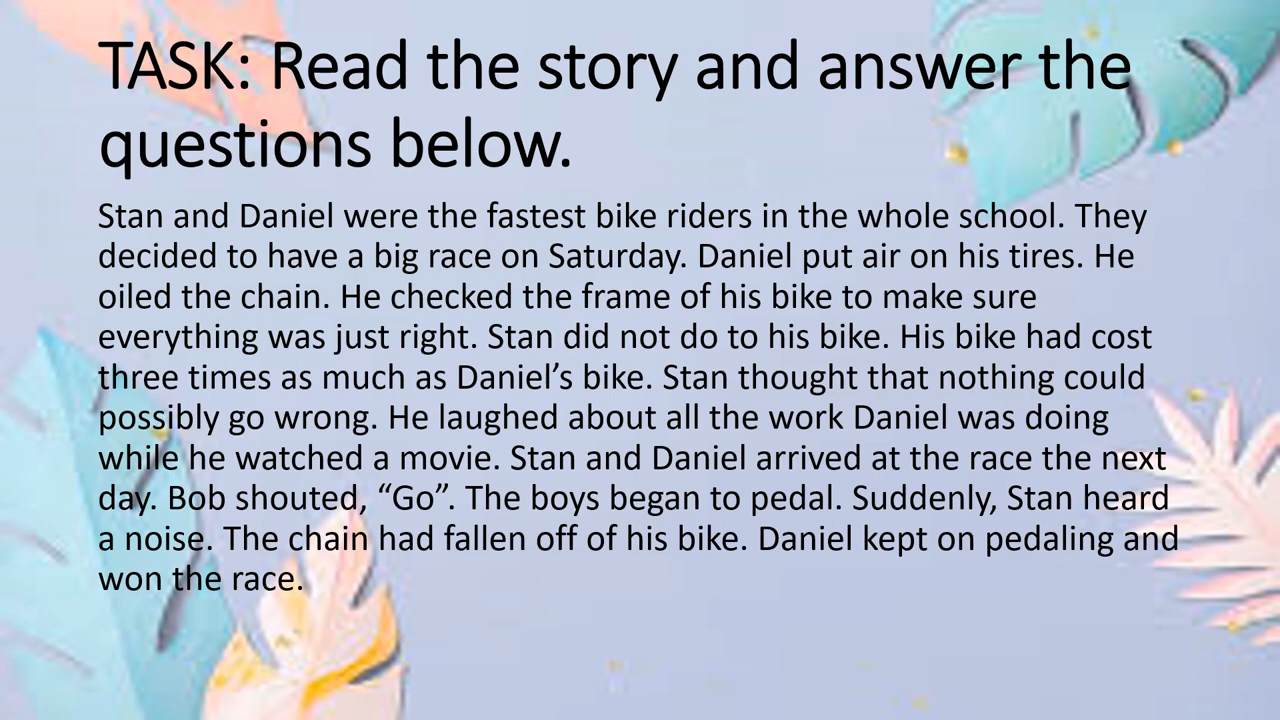 TASK: Read the story and answer the
questions below.
Stan and Daniel were the fastest bike riders in the whole school. They
decided to have a big race on Saturday. Daniel put air on his tires. He
oiled the chain. He checked the frame of his bike to make sure
everything was just right. Stan did not do to his bike. His bike had cost
three times as much as Daniel’s bike. Stan thought that nothing could
possibly go wrong. He laughed about all the work Daniel was doing
while he watched a movie. Stan and Daniel arrived at the race the next
day. Bob shouted, “Go”. The boys began to pedal. Suddenly, Stan heard
a noise. The chain had fallen off of his bike. Daniel kept on pedaling and
won the race.